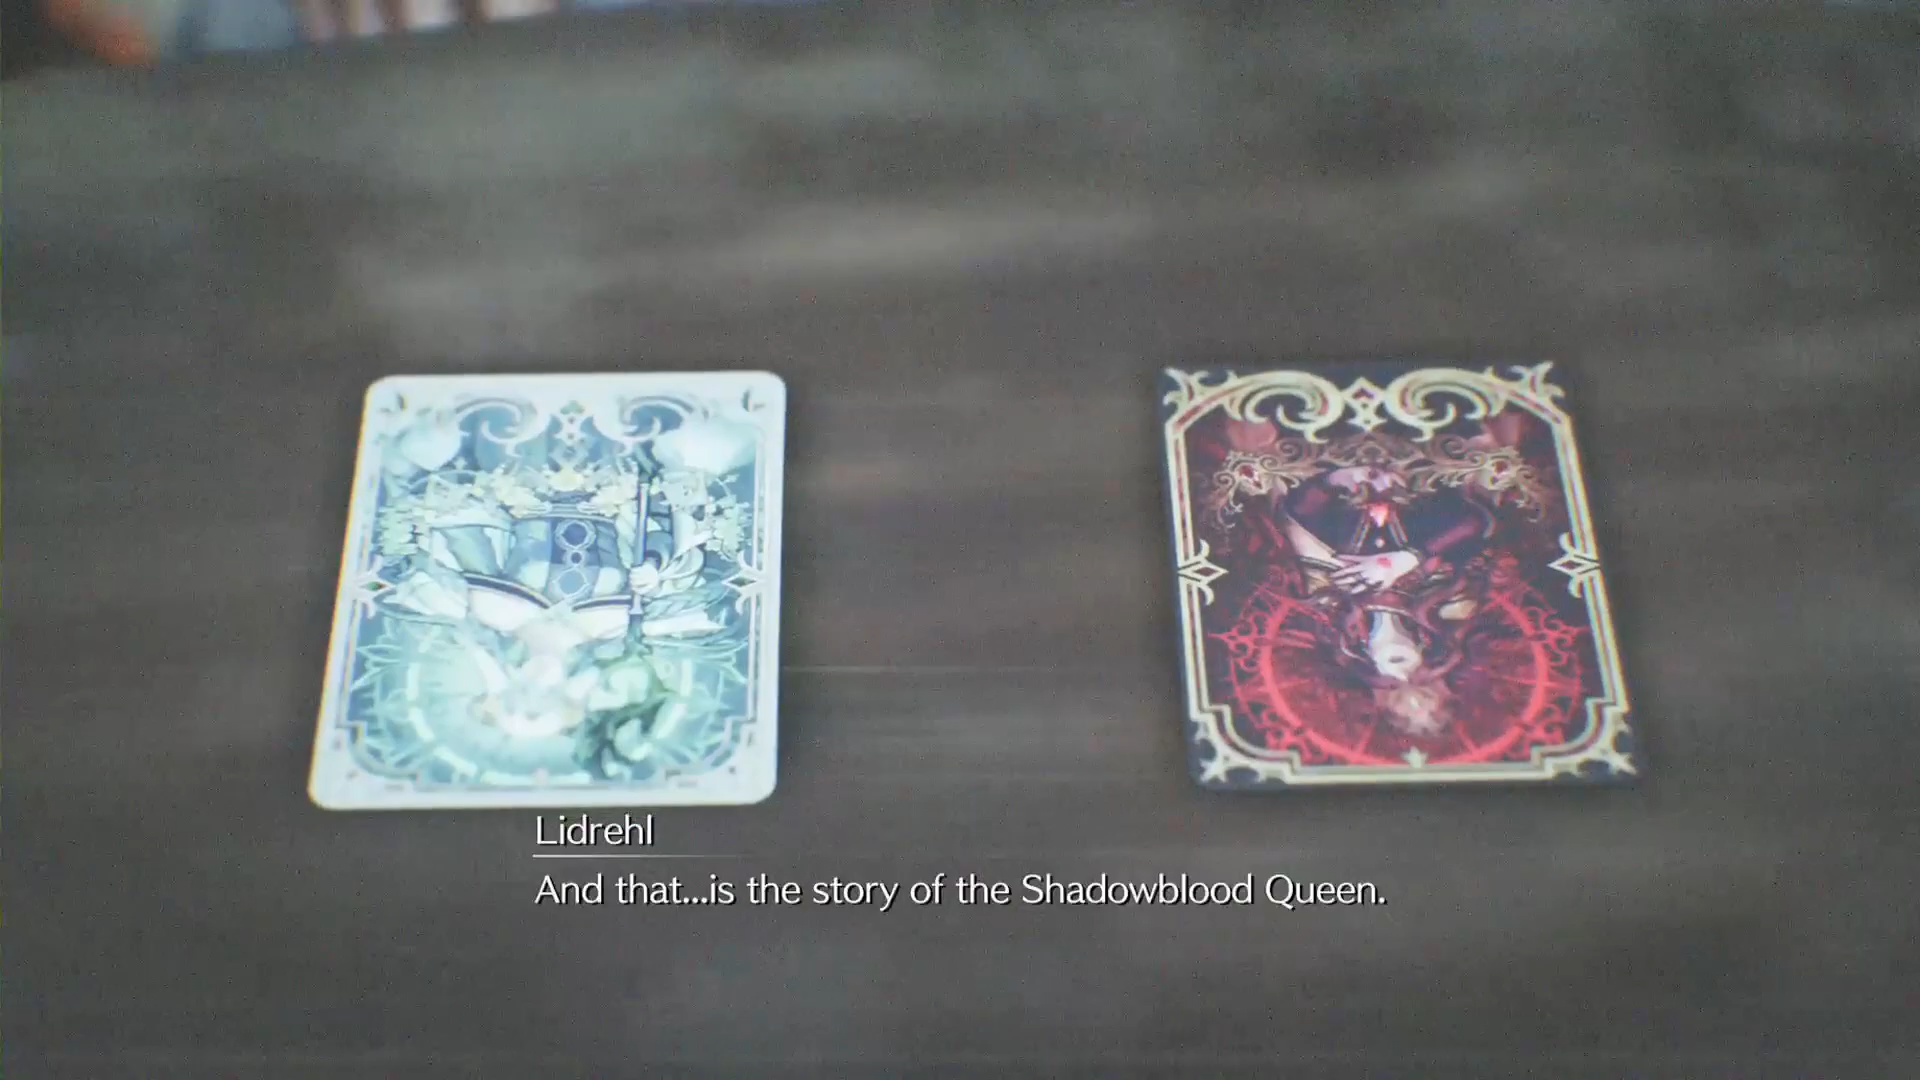 Lidrehl
And that...is the story of the Shadowblood Queen.